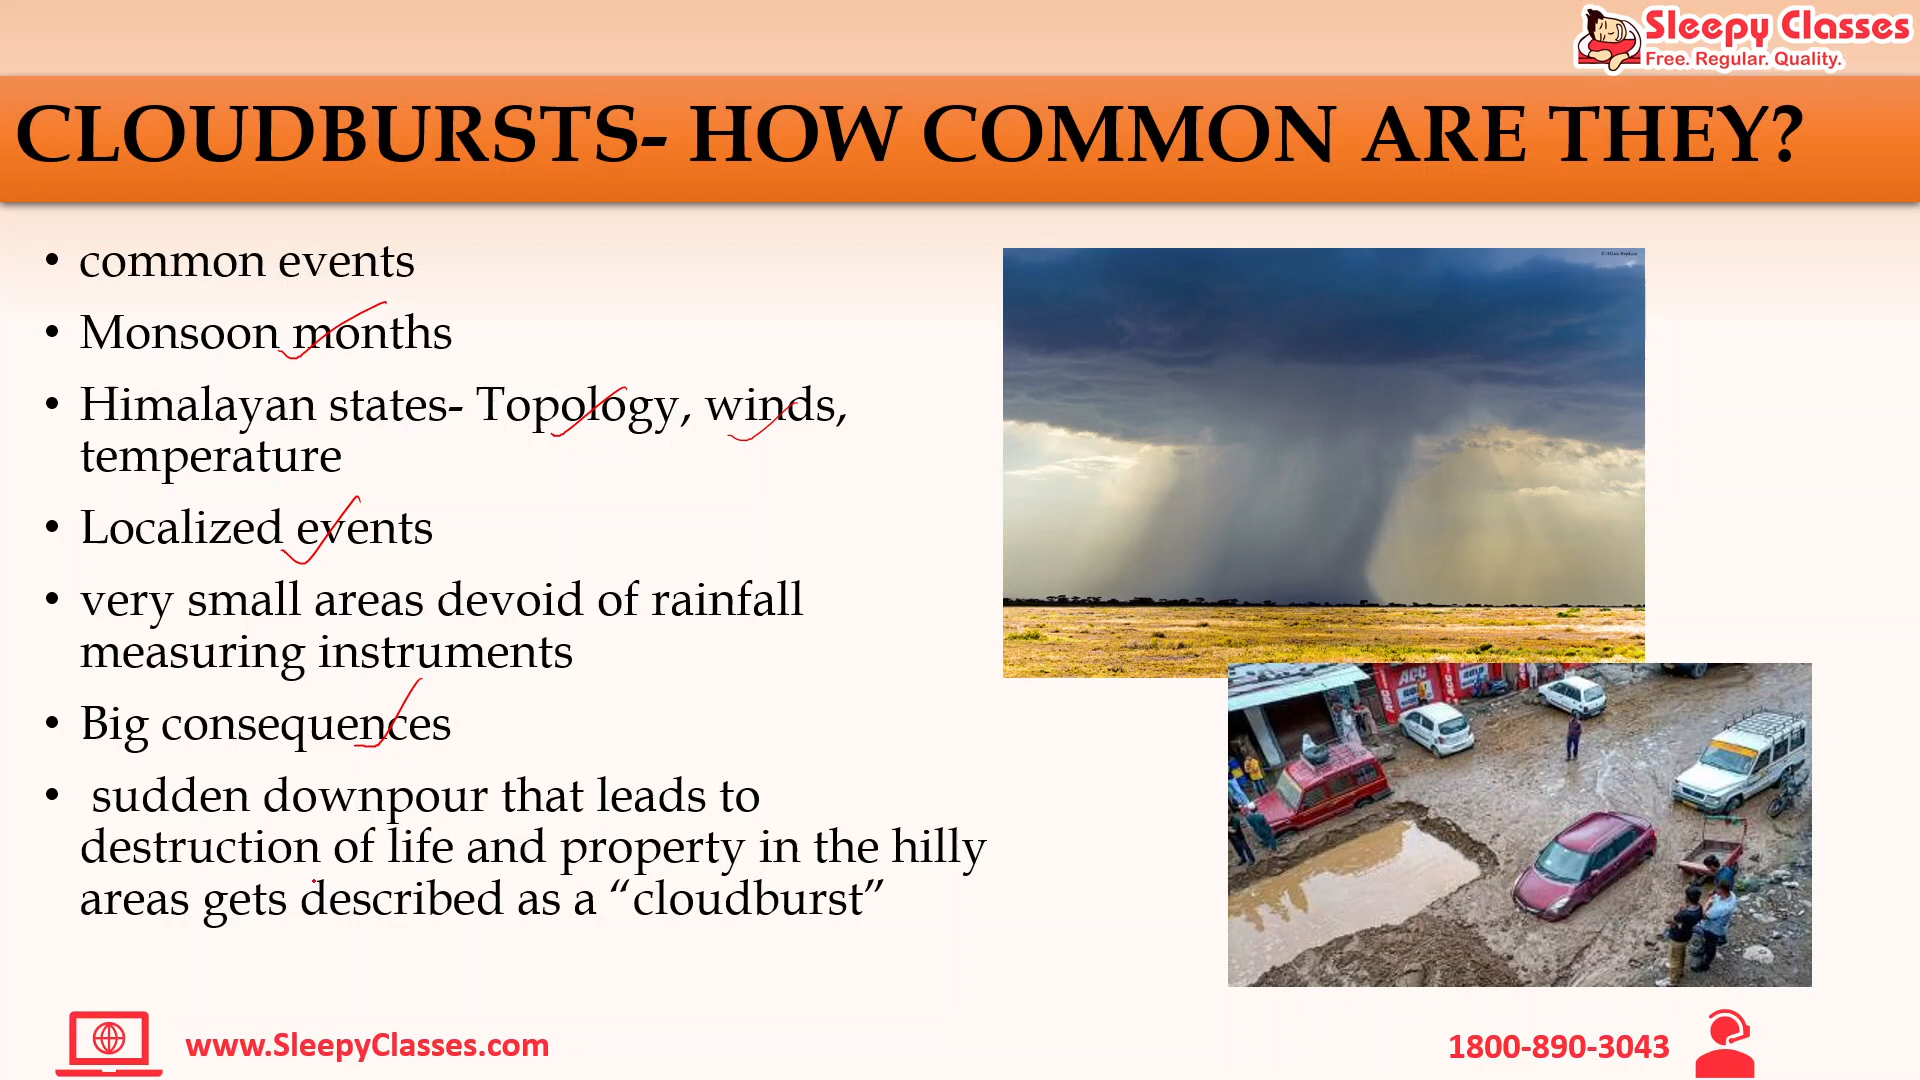 Sleepy Classes
Free. Regular. Quality.
CLOUDBURSTS- HOW COMMON ARE THEY?
• common events
• Monsoon months
• Himalayan states- Topology, winds,
temperature
• Localized events
• very small areas devoid of rainfall
measuring instruments
• Big consequences
• sudden downpour that leads to
destruction of life and property in the hilly
areas gets described as a “cloudburst”
ACC
GOLD
www.SleepyClasses.com
1800-890-3043